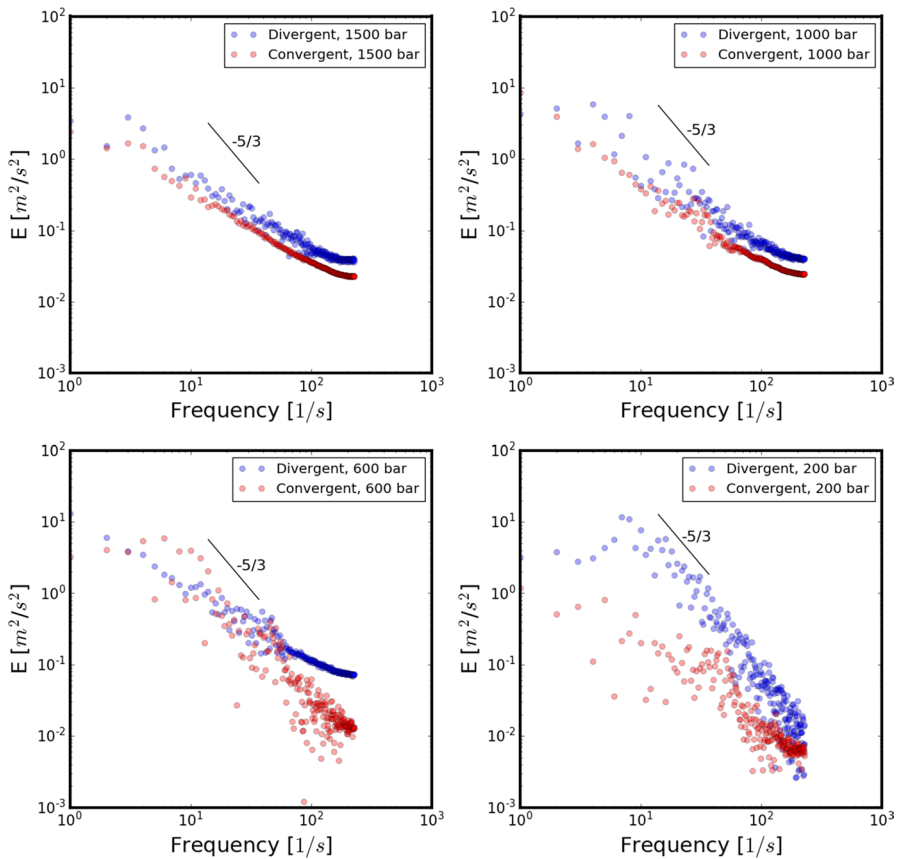 Divergent, 1500 bar
Convergent, 1500 bar
-5/3
E [m²/s²]
10²
10¹
10⁰
10⁻¹
10⁻²
10⁻³
10⁰ 10¹ 10² 10³
Frequency [1/s]
Divergent, 1000 bar
Convergent, 1000 bar
-5/3
E [m²/s²]
10²
10¹
10⁰
10⁻¹
10⁻²
10⁻³
10⁰ 10¹ 10² 10³
Frequency [1/s]
Divergent, 600 bar
Convergent, 600 bar
-5/3
E [m²/s²]
10²
10¹
10⁰
10⁻¹
10⁻²
10⁻³
10⁰ 10¹ 10² 10³
Frequency [1/s]
Divergent, 200 bar
Convergent, 200 bar
-5/3
E [m²/s²]
10²
10¹
10⁰
10⁻¹
10⁻²
10⁻³
10⁰ 10¹ 10² 10³
Frequency [1/s]